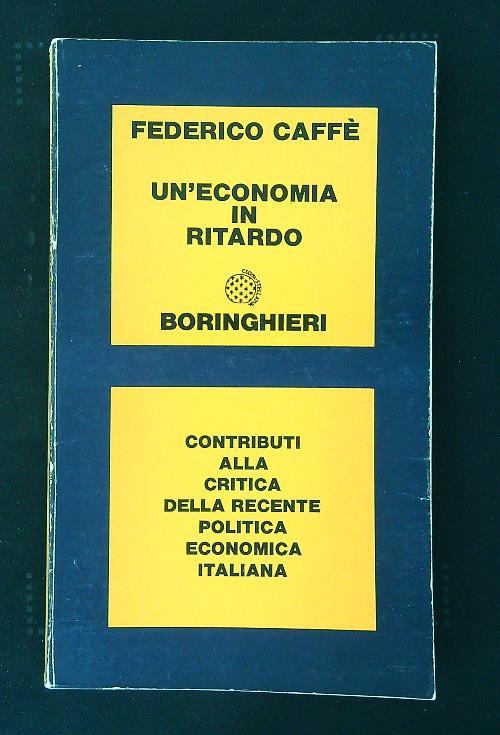 FEDERICO CAFFÈ
UN'ECONOMIA
IN
RITARDO
BORINGHIERI
CONTRIBUTI
ALLA
CRITICA
DELLA RECENTE
POLITICA
ECONOMICA
ITALIANA